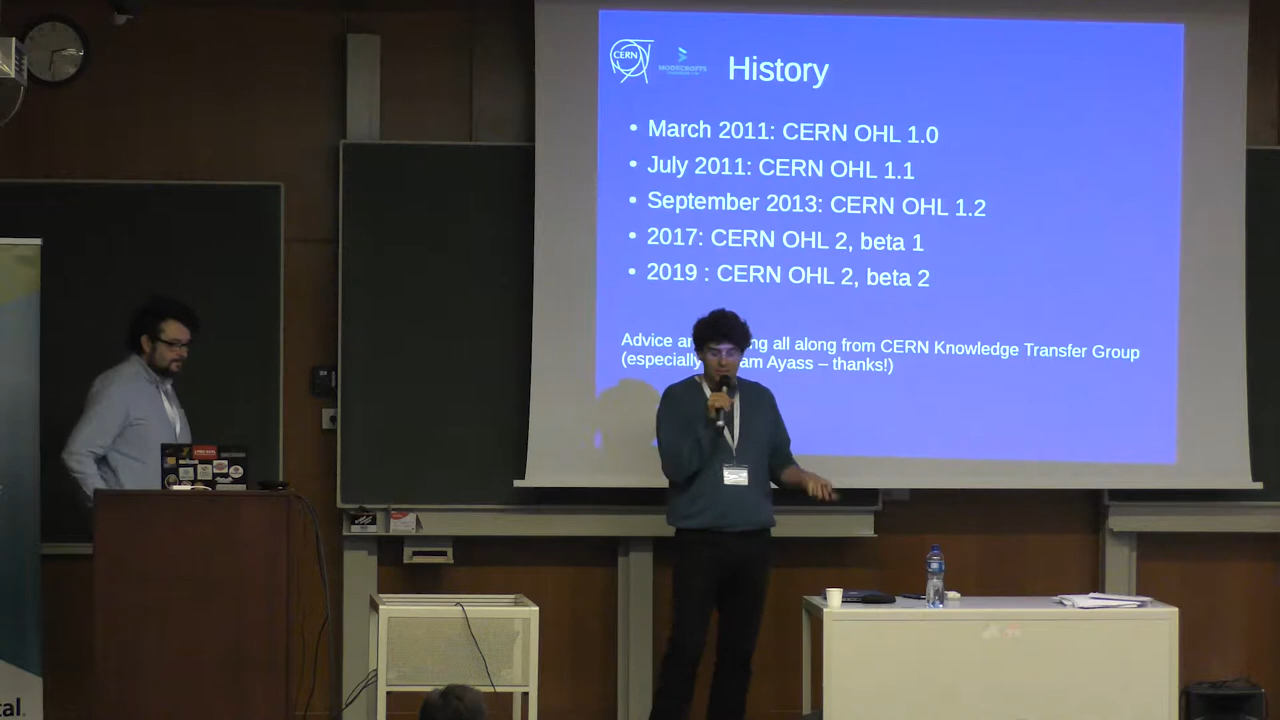 CERN
History
• March 2011: CERN OHL 1.0
• July 2011: CERN OHL 1.1
• September 2013: CERN OHL 1.2
• 2017: CERN OHL 2, beta 1
• 2019 : CERN OHL 2, beta 2
Advice an ng all along from CERN Knowledge Transfer Group
(especially am Ayass – thanks!)
tal.